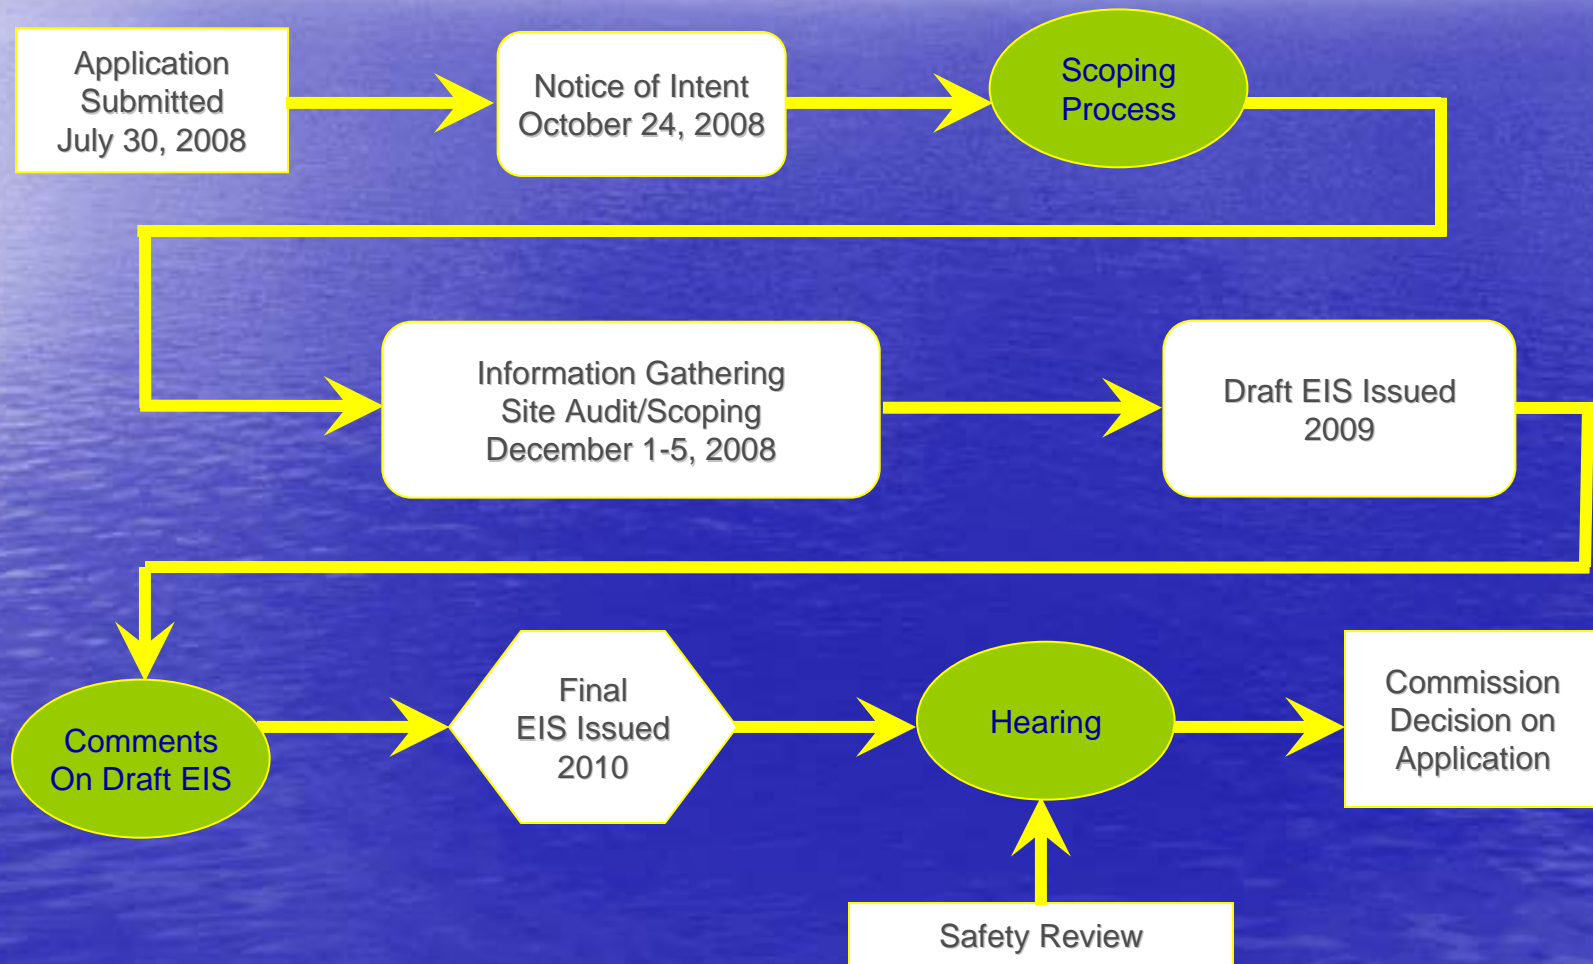 Application
Submitted
July 30, 2008
Notice of Intent
October 24, 2008
Scoping
Process
Information Gathering
Site Audit/Scoping
December 1-5, 2008
Draft EIS Issued
2009
Comments
On Draft EIS
Final
EIS Issued
2010
Hearing
Commission
Decision on
Application
Safety Review